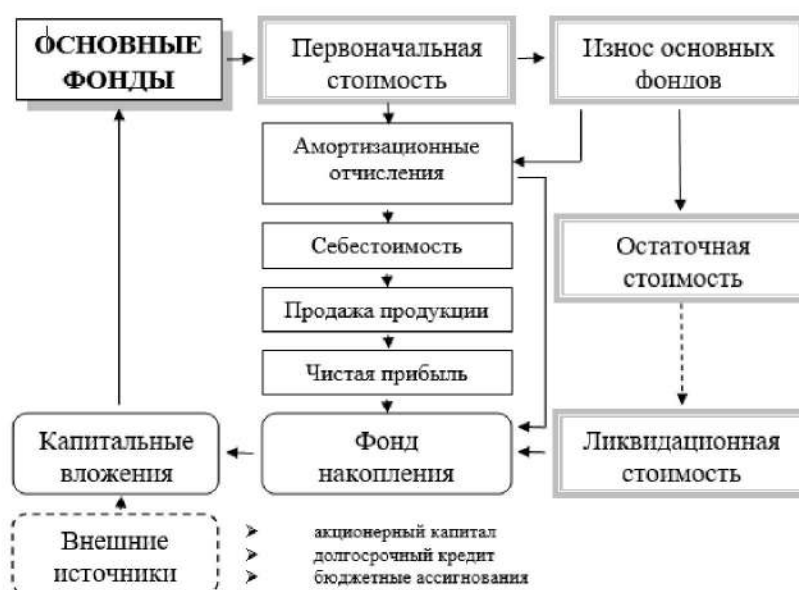 ОСНОВНЫЕ
ФОНДЫ
Первоначальная
стоимость
Износ основных
фондов
Амортизационные
отчисления
Себестоимость
Остаточная
стоимость
Продажа продукции
Чистая прибыль
Капитальные
вложения
Фонд
накопления
Ликвидационная
стоимость
Внешние
источники
акционерный капитал
долгосрочный кредит
бюджетные ассигнования